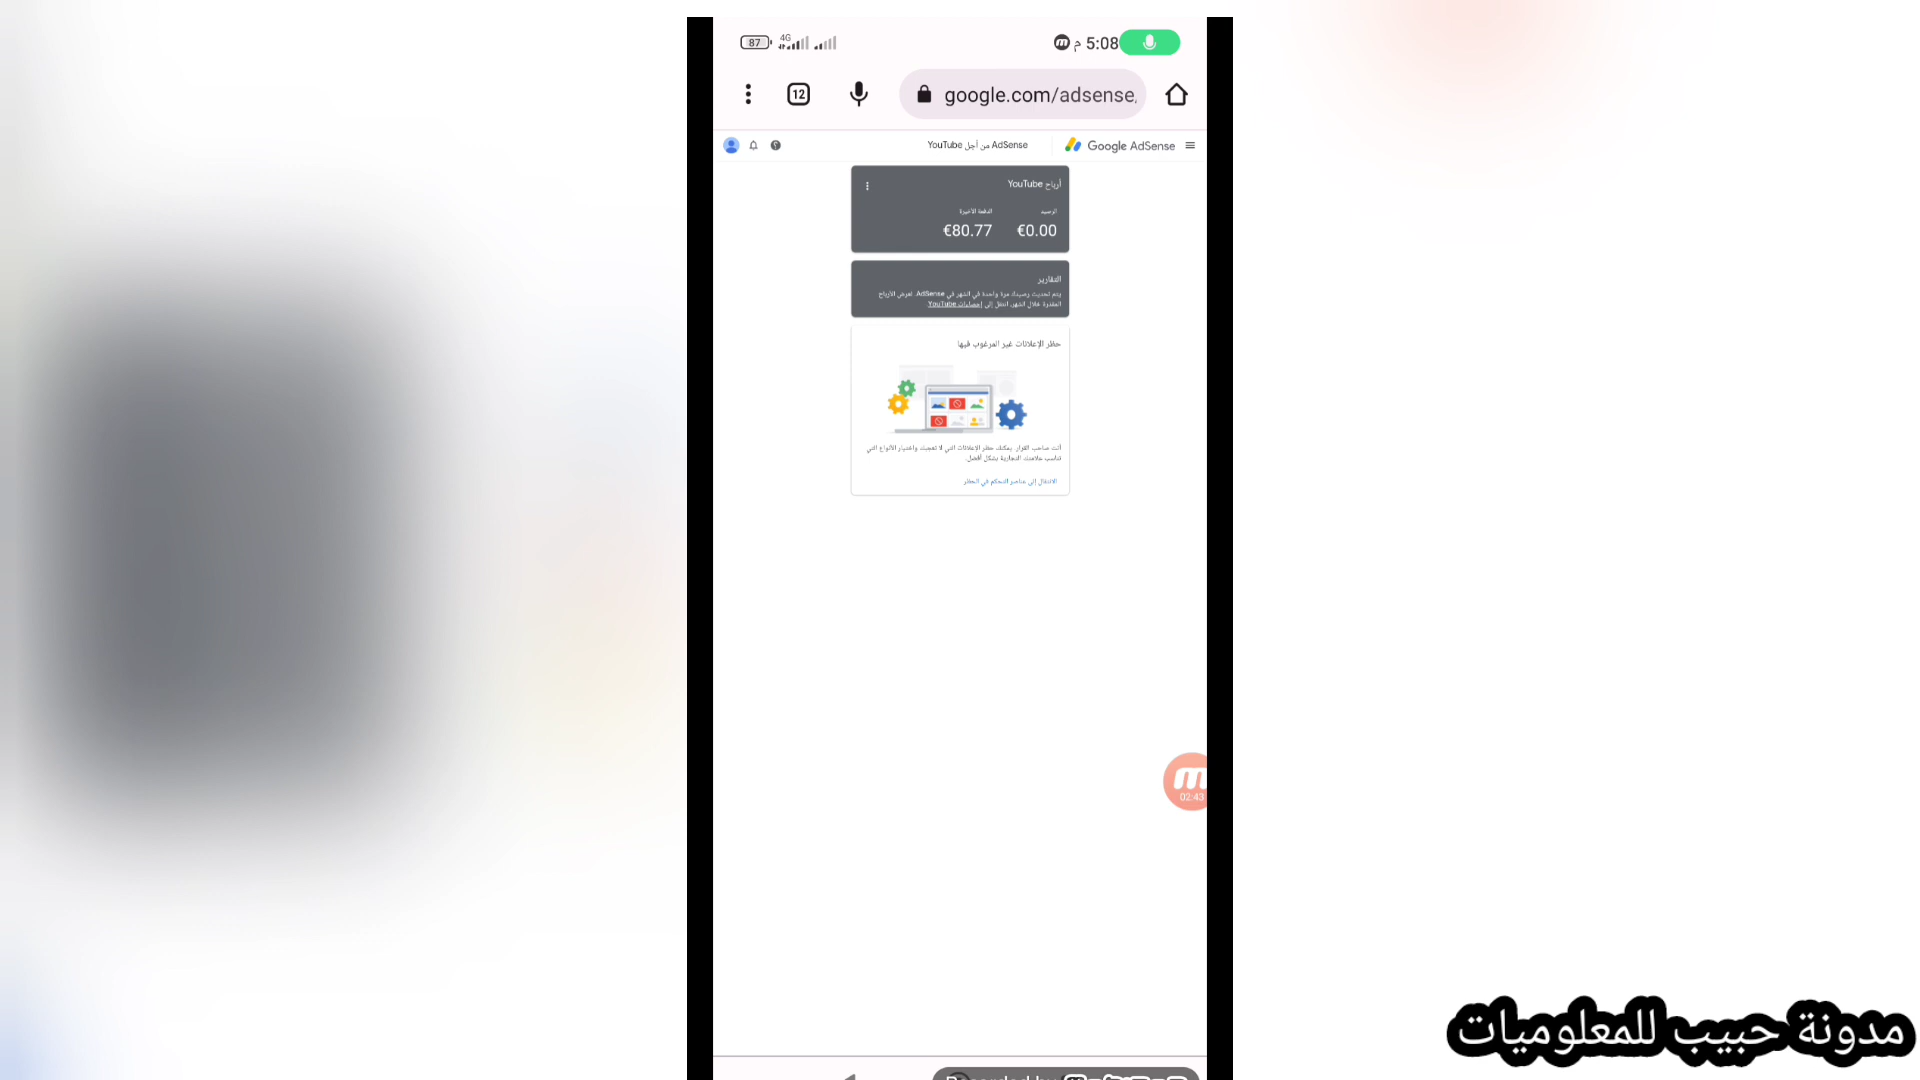 87
4G
م 5:08
12
google.com/adsense/
AdSense من أجل YouTube
Google AdSense
أرباح YouTube
الرصيد
الدفعة الأخيرة
€0.00
€80.77
التقارير
يتم تحديث رصيدك مرة واحدة في الشهر في AdSense. لعرض الأرباح
المقدرة خلال الشهر، انتقل إلى إحصاءات YouTube
حظر الإعلانات غير المرغوب فيها
أنت صاحب القرار. يمكنك حظر الإعلانات التي لا تعجبك واختيار الأنواع التي
تناسب علامتك التجارية بشكل أفضل.
الانتقال إلى عناصر التحكم في الحظر
02:43
مدونة حبيب للمعلوميات
Recorded by